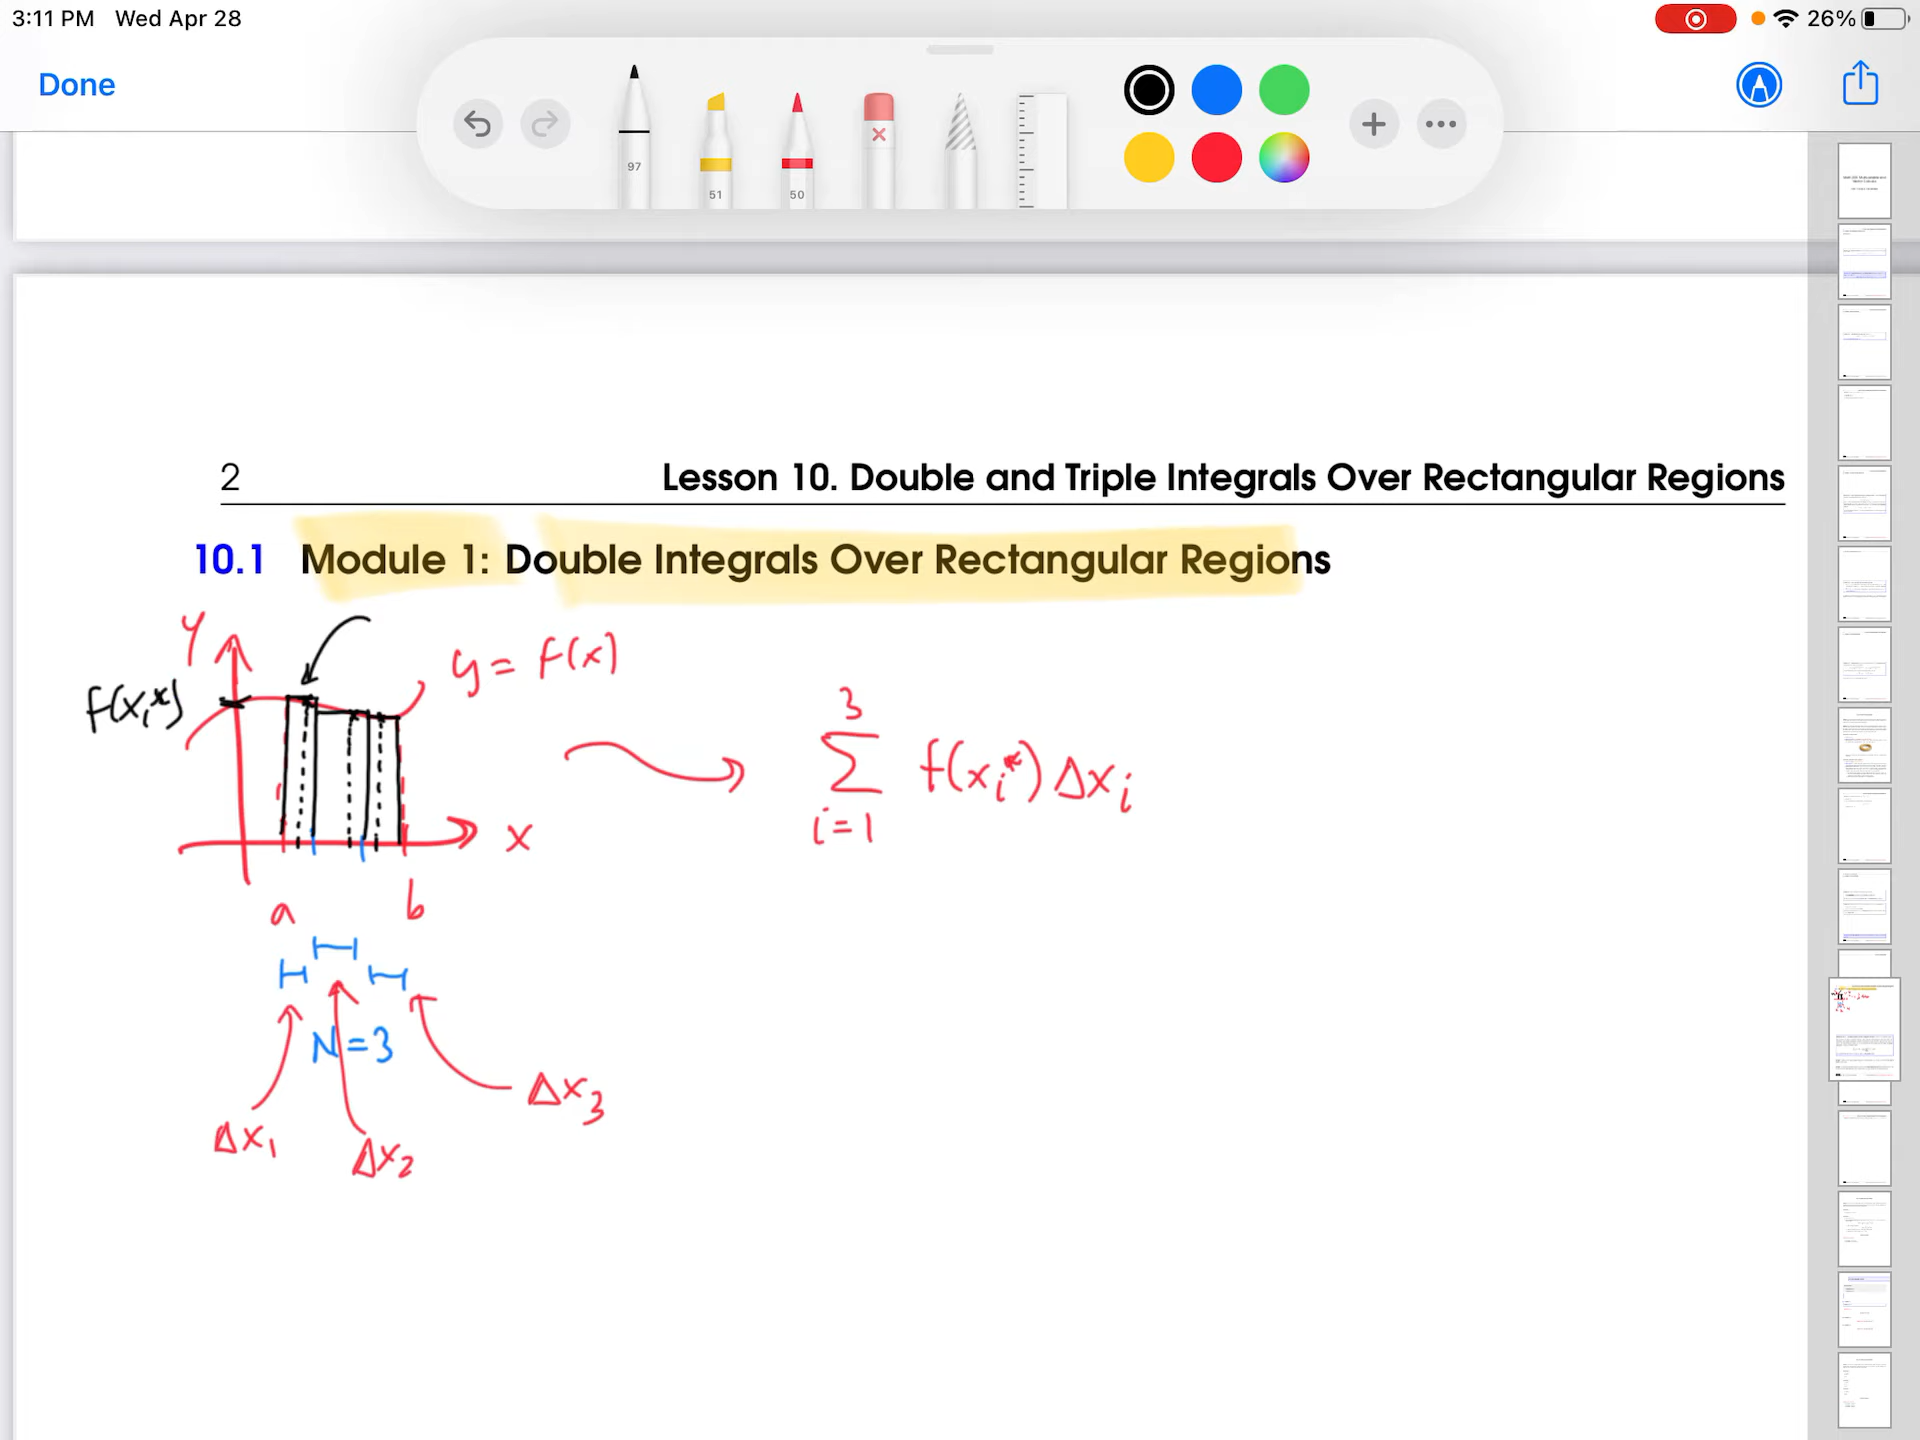 3:11 PM Wed Apr 28
26%
Done
97
51
50
2
Lesson 10. Double and Triple Integrals Over Rectangular Regions
10.1 Module 1: Double Integrals Over Rectangular Regions
y
f(x₁*)
y = f(x)
3
Σ f(xᵢ*) Δxᵢ
i=1
x
a b
N=3
Δx₃
Δx₁
Δx₂